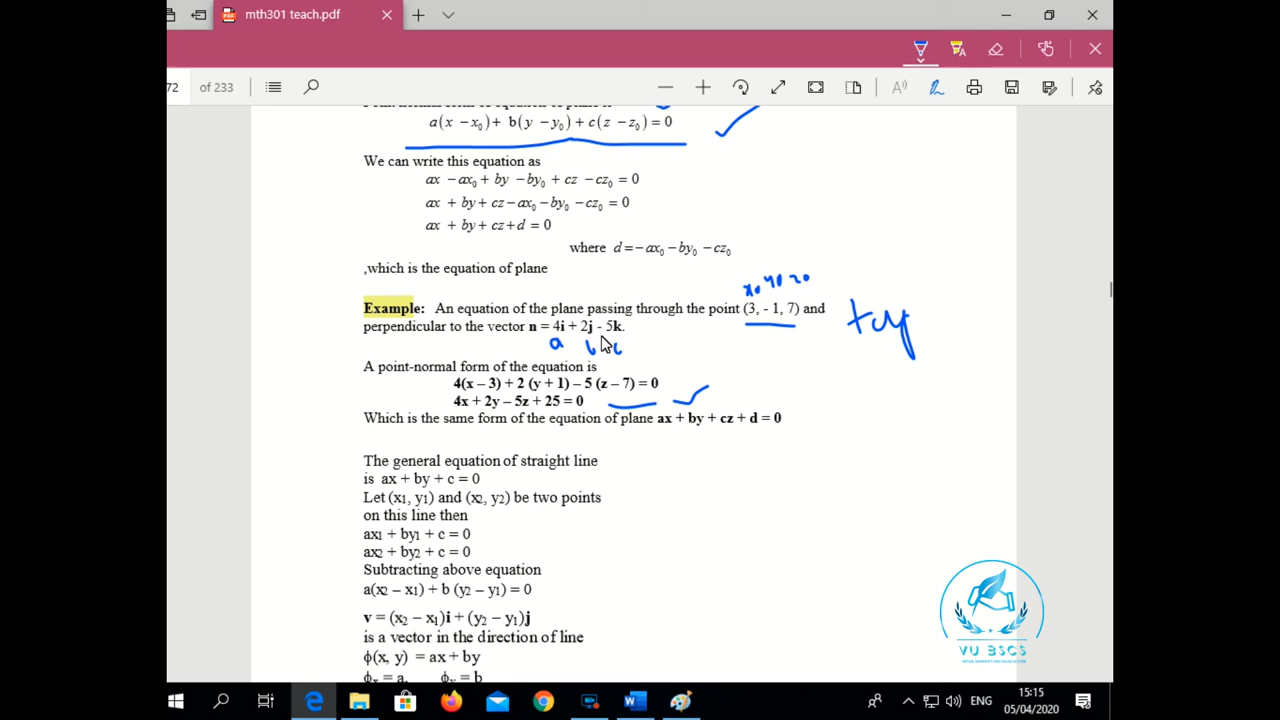 mth301 teach.pdf
72 of 233
a(x − x₀) + b(y − y₀) + c(z − z₀) = 0
We can write this equation as
ax − ax₀ + by − by₀ + cz − cz₀ = 0
ax + by + cz − ax₀ − by₀ − cz₀ = 0
ax + by + cz + d = 0
where d = −ax₀ − by₀ − cz₀
,which is the equation of plane
x₀ y₀ z₀
Example: An equation of the plane passing through the point (3, - 1, 7) and
perpendicular to the vector n = 4i + 2j - 5k.
a b c
A point-normal form of the equation is
4(x – 3) + 2 (y + 1) – 5 (z – 7) = 0
4x + 2y – 5z + 25 = 0
Which is the same form of the equation of plane ax + by + cz + d = 0
The general equation of straight line
is ax + by + c = 0
Let (x₁, y₁) and (x₂, y₂) be two points
on this line then
ax₁ + by₁ + c = 0
ax₂ + by₂ + c = 0
Subtracting above equation
a(x₂ – x₁) + b (y₂ – y₁) = 0
v = (x₂ − x₁)i + (y₂ − y₁)j
is a vector in the direction of line
ϕ(x, y) = ax + by
ϕₓ = a, ϕᵧ = b
VU BSCS
ENG
15:15
05/04/2020